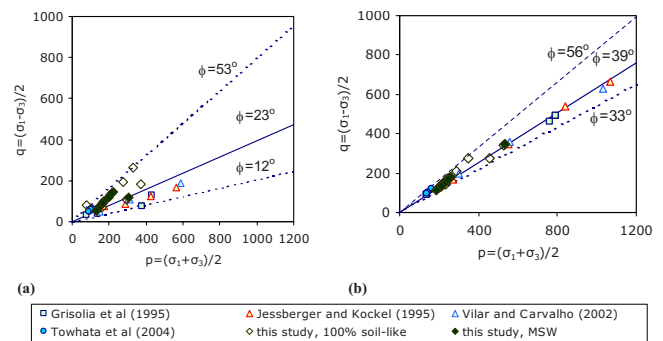 1000
800
600
400
200
0
q=(σ₁-σ₃)/2
ϕ=53°
ϕ=23°
ϕ=12°
0 200 400 600 800 1000 1200
p=(σ₁+σ₃)/2
(a)
1000
800
600
400
200
0
q=(σ₁-σ₃)/2
ϕ=56°
ϕ=39°
ϕ=33°
0 400 800 1200
p=(σ₁+σ₃)/2
(b)
Grisolia et al (1995) Jessberger and Kockel (1995) Vilar and Carvalho (2002)
Towhata et al (2004) this study, 100% soil-like this study, MSW